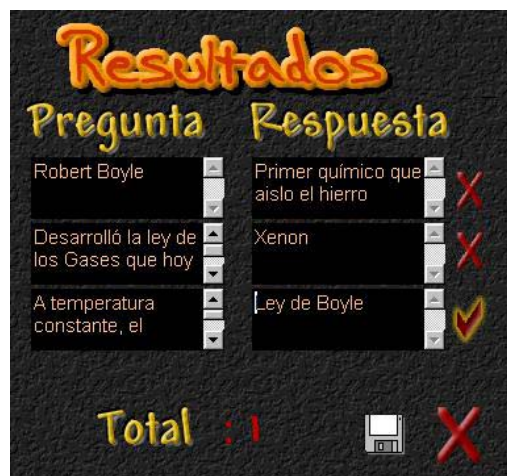 Resultados
Pregunta Respuesta
Robert Boyle
Primer químico que
aislo el hierro
Desarrolló la ley de
los Gases que hoy
Xenon
A temperatura
constante, el
Ley de Boyle
Total : 1